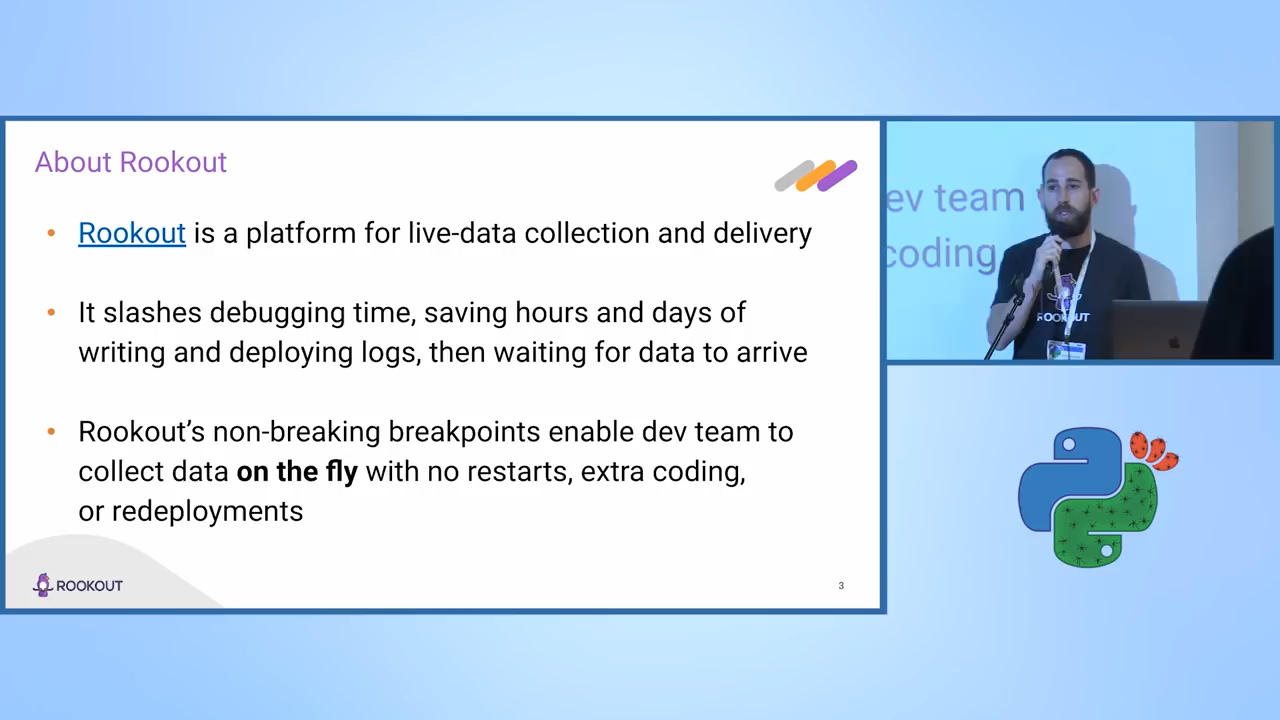 About Rookout
• Rookout is a platform for live-data collection and delivery
• It slashes debugging time, saving hours and days of
writing and deploying logs, then waiting for data to arrive
• Rookout’s non-breaking breakpoints enable dev team to
collect data on the fly with no restarts, extra coding,
or redeployments
ROOKOUT
3
ev team
coding
ROOKOUT